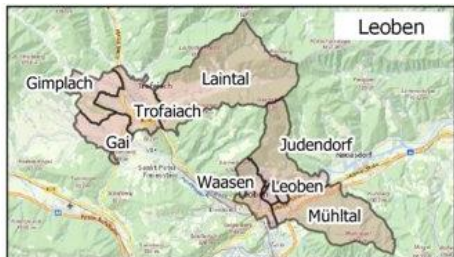 Leoben
Gimplach
Laintal
Trofaiach
Gai
Judendorf
Waasen
Leoben
Mühltal